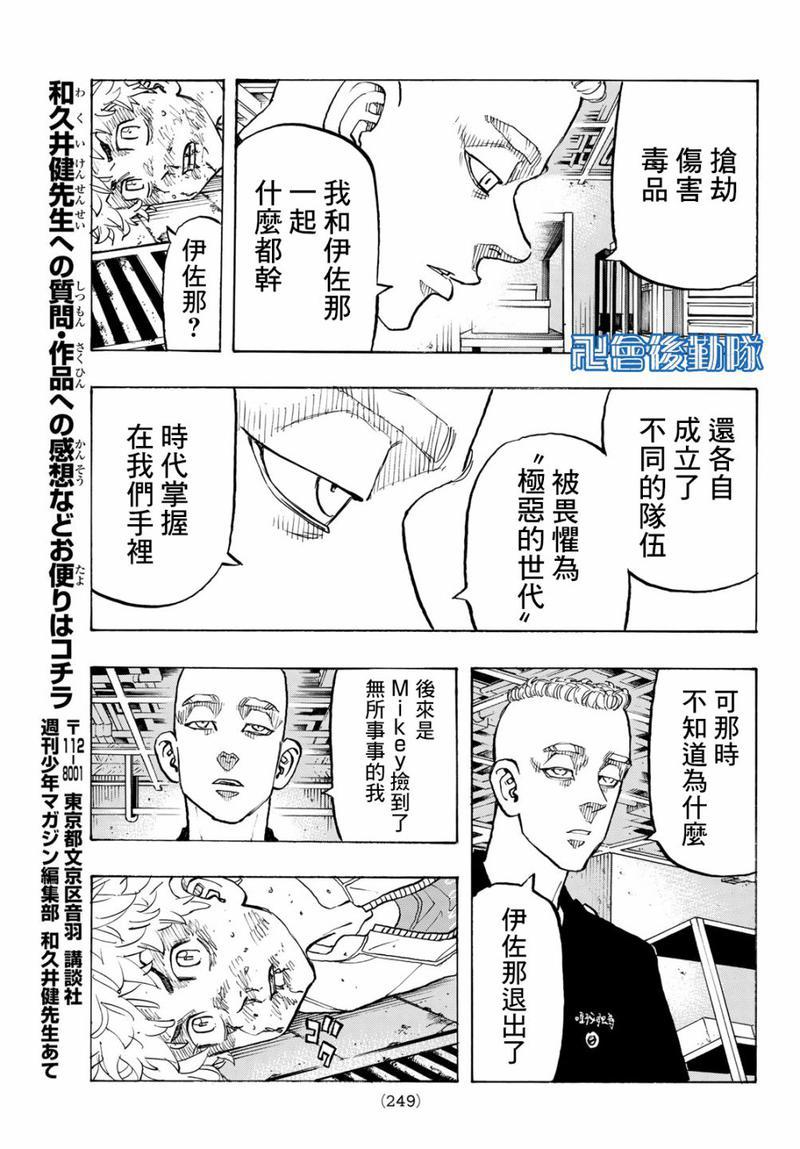 搶劫
傷害
毒品
我和伊佐那
一起
什麼都幹
伊佐那？
卍會後動隊
還各自
成立了
不同的隊伍
被畏懼為
〝極惡的世代〞
時代掌握
在我們手裡
可那時
不知道為什麼
伊佐那退出了
後來是
Mikey撿到了
無所事事的我
ゴク
和久井健先生への質問・作品への感想などお便りはコチラ
わくいけんせんせい
しつもん
さくひん
かんそう
たよ
〒112-8001 東京都文京区音羽 講談社
週刊少年マガジン編集部 和久井健先生あて
(249)